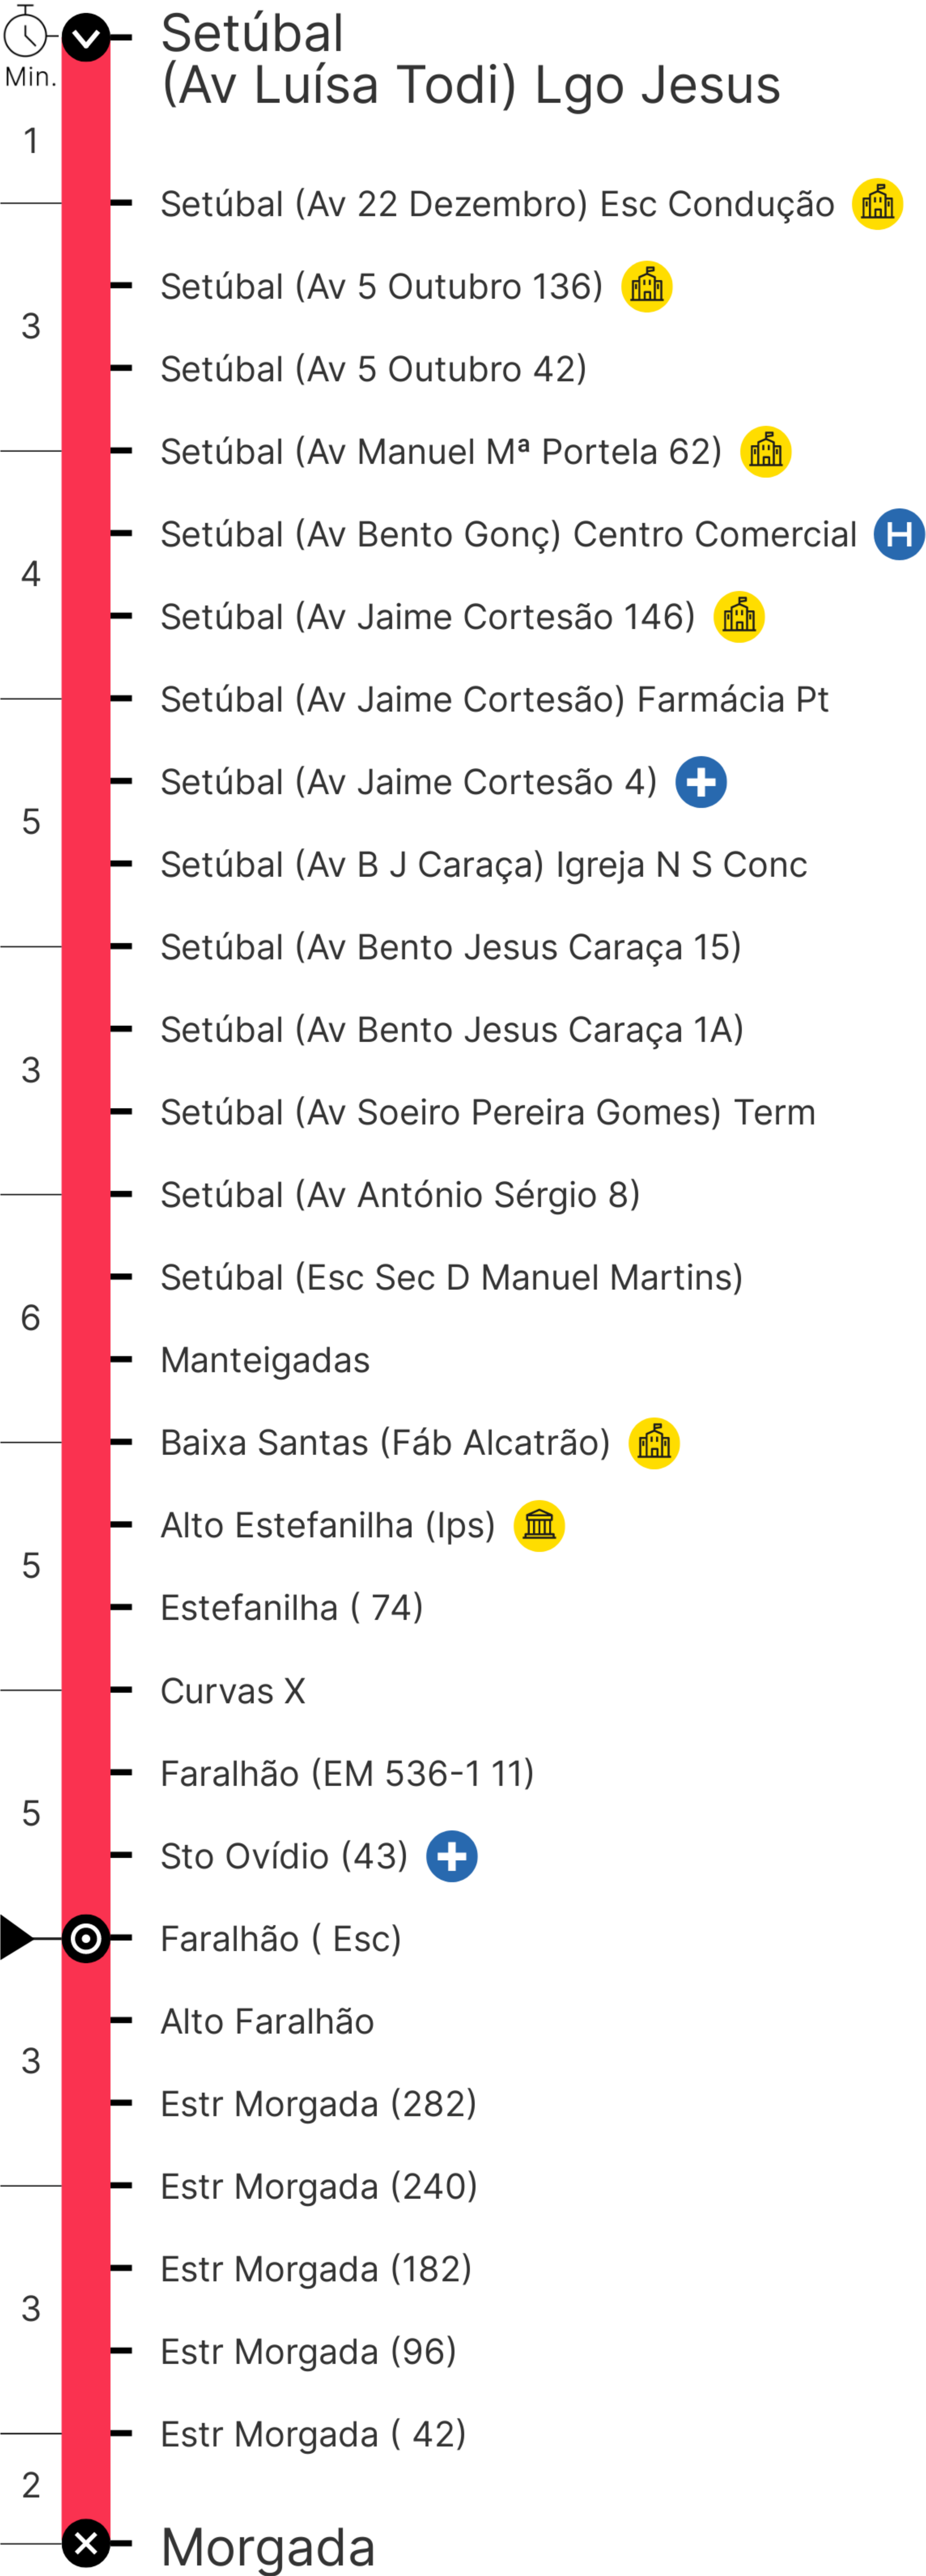 Min.
Setúbal
(Av Luísa Todi) Lgo Jesus
1
Setúbal (Av 22 Dezembro) Esc Condução
Setúbal (Av 5 Outubro 136)
3
Setúbal (Av 5 Outubro 42)
Setúbal (Av Manuel Mª Portela 62)
Setúbal (Av Bento Gonç) Centro Comercial H
4
Setúbal (Av Jaime Cortesão 146)
Setúbal (Av Jaime Cortesão) Farmácia Pt
Setúbal (Av Jaime Cortesão 4)
5
Setúbal (Av B J Caraça) Igreja N S Conc
Setúbal (Av Bento Jesus Caraça 15)
Setúbal (Av Bento Jesus Caraça 1A)
3
Setúbal (Av Soeiro Pereira Gomes) Term
Setúbal (Av António Sérgio 8)
Setúbal (Esc Sec D Manuel Martins)
6
Manteigadas
Baixa Santas (Fáb Alcatrão)
Alto Estefanilha (Ips)
5
Estefanilha ( 74)
Curvas X
Faralhão (EM 536-1 11)
5
Sto Ovídio (43)
Faralhão ( Esc)
Alto Faralhão
3
Estr Morgada (282)
Estr Morgada (240)
Estr Morgada (182)
3
Estr Morgada (96)
Estr Morgada ( 42)
2
Morgada